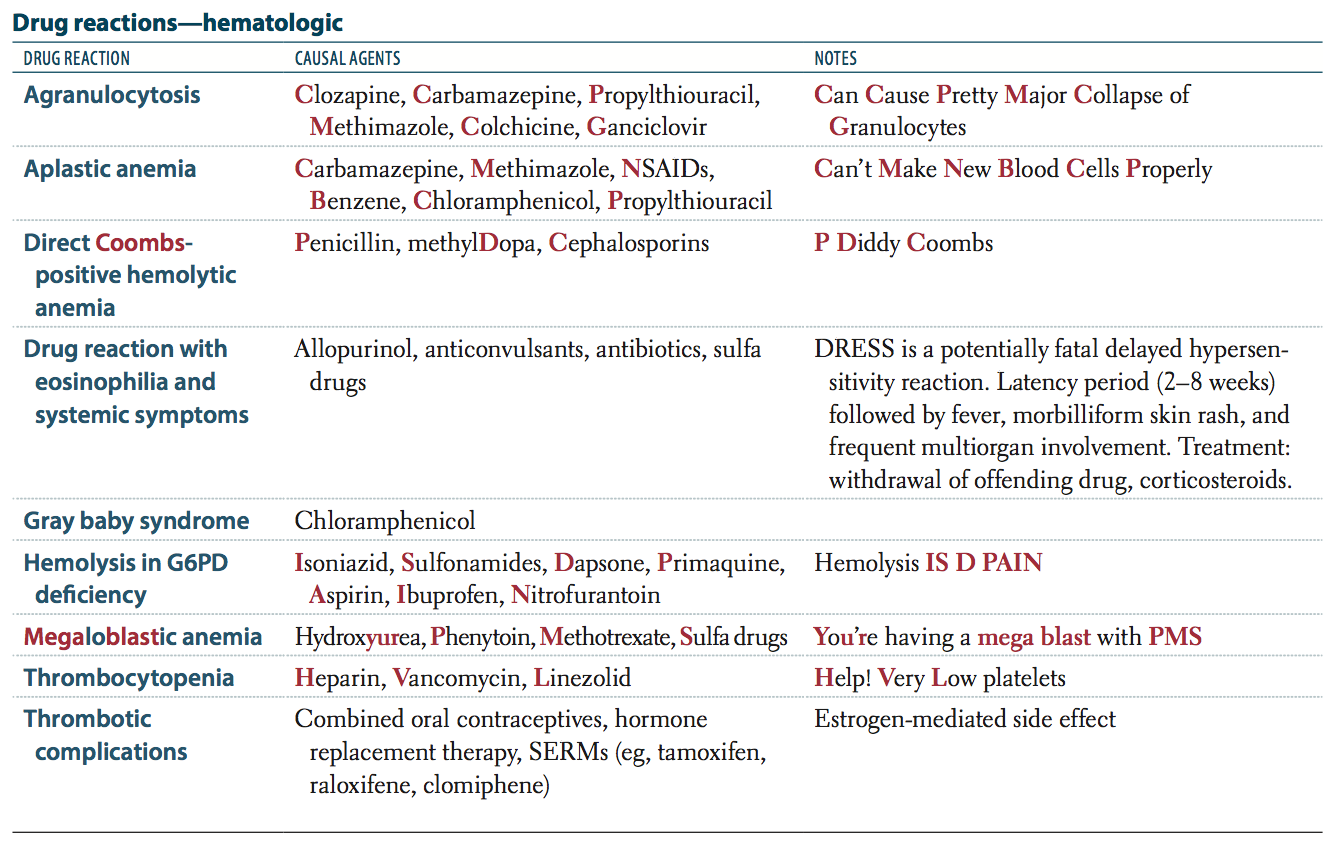 Drug reactions—hematologic
DRUG REACTION CAUSAL AGENTS NOTES
Agranulocytosis Clozapine, Carbamazepine, Propylthiouracil, Can Cause Pretty Major Collapse of
Methimazole, Colchicine, Ganciclovir Granulocytes
Aplastic anemia Carbamazepine, Methimazole, NSAIDs, Can't Make New Blood Cells Properly
Benzene, Chloramphenicol, Propylthiouracil
Direct Coombs- Penicillin, methylDopa, Cephalosporins P Diddy Coombs
positive hemolytic
anemia
Drug reaction with Allopurinol, anticonvulsants, antibiotics, sulfa DRESS is a potentially fatal delayed hypersen-
eosinophilia and drugs sitivity reaction. Latency period (2–8 weeks)
systemic symptoms followed by fever, morbilliform skin rash, and
frequent multiorgan involvement. Treatment:
withdrawal of offending drug, corticosteroids.
Gray baby syndrome Chloramphenicol
Hemolysis in G6PD Isoniazid, Sulfonamides, Dapsone, Primaquine, Hemolysis IS D PAIN
deficiency Aspirin, Ibuprofen, Nitrofurantoin
Megaloblastic anemia Hydroxyurea, Phenytoin, Methotrexate, Sulfa drugs You're having a mega blast with PMS
Thrombocytopenia Heparin, Vancomycin, Linezolid Help! Very Low platelets
Thrombotic Combined oral contraceptives, hormone Estrogen-mediated side effect
complications replacement therapy, SERMs (eg, tamoxifen,
raloxifene, clomiphene)